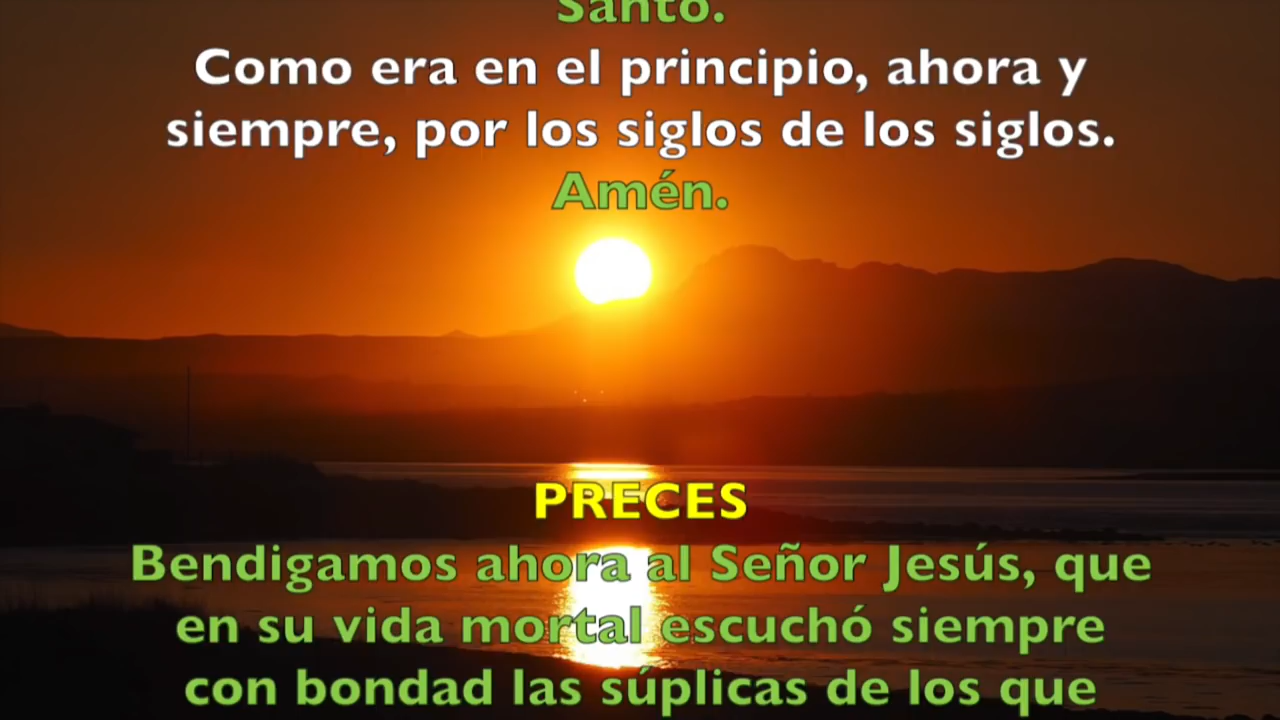 Santo.
Como era en el principio, ahora y
siempre, por los siglos de los siglos.
Amén.
PRECES
Bendigamos ahora al Señor Jesús, que
en su vida mortal escuchó siempre
con bondad las súplicas de los que